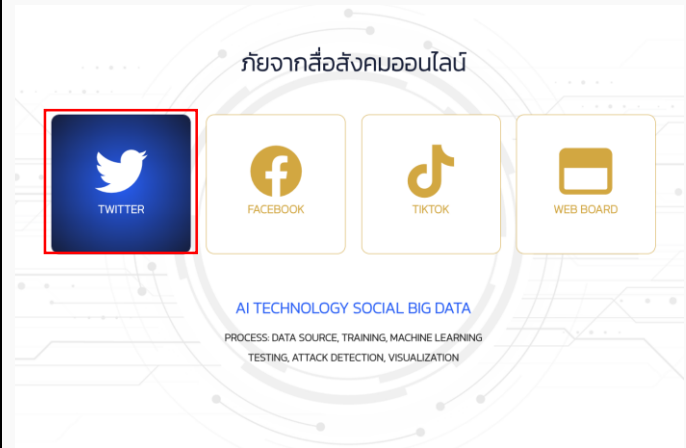 ภัยจากสื่อสังคมออนไลน์
TWITTER
FACEBOOK
TIKTOK
WEB BOARD
AI TECHNOLOGY SOCIAL BIG DATA
PROCESS: DATA SOURCE, TRAINING, MACHINE LEARNING
TESTING, ATTACK DETECTION, VISUALIZATION